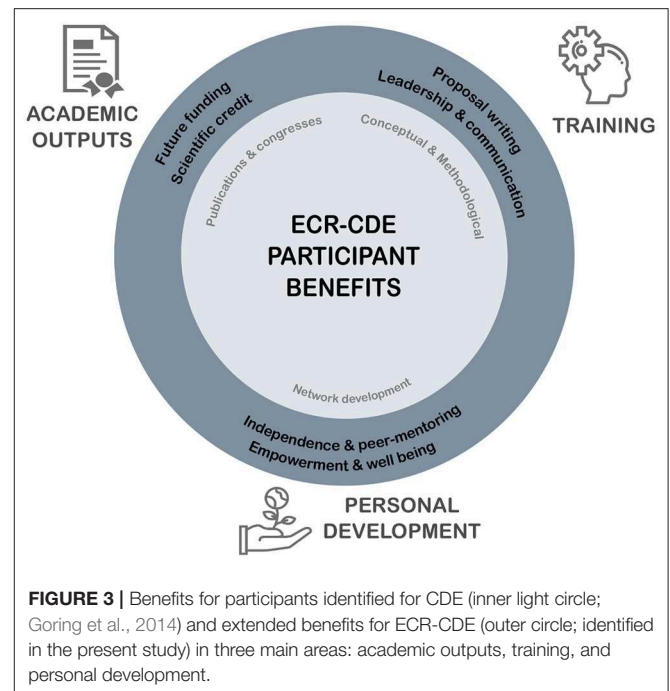 ACADEMIC
OUTPUTS
Future funding
Scientific credit
Publications & congresses
Proposal writing
Leadership & communication
Conceptual & Methodological
TRAINING
ECR-CDE
PARTICIPANT
BENEFITS
Network development
Independence & peer-mentoring
Empowerment & well being
PERSONAL
DEVELOPMENT
FIGURE 3 | Benefits for participants identified for CDE (inner light circle;
Goring et al., 2014) and extended benefits for ECR-CDE (outer circle; identified
in the present study) in three main areas: academic outputs, training, and
personal development.